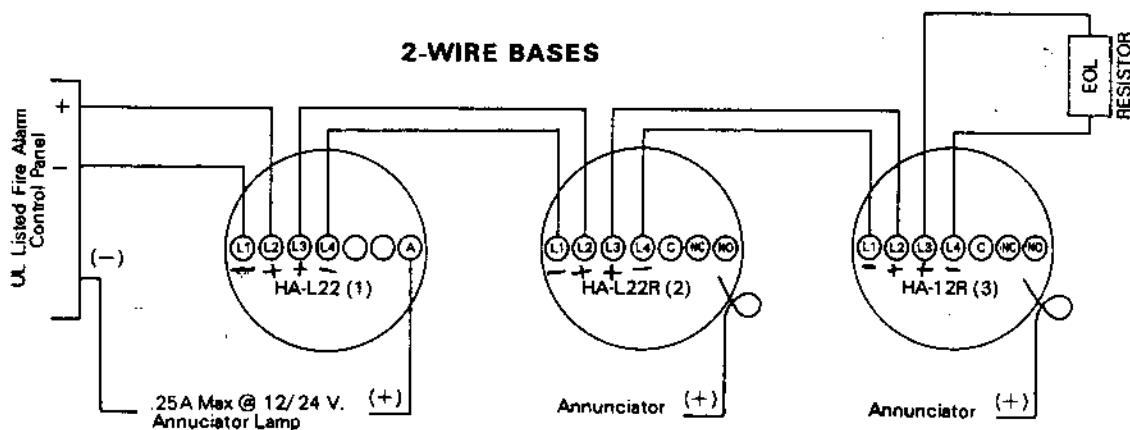 2-WIRE BASES
EOL
RESISTOR
UL Listed Fire Alarm
Control Panel
+
−
(−)
L1 L2 L3 L4 A
− + + −
HA-L22 (1)
L1 L2 L3 L4 C NC NO
− + + −
HA-L22R (2)
L1 L2 L3 L4 C NC NO
- + + -
HA-12R (3)
.25A Max @ 12/24 V. (+)
Annuciator Lamp
Annunciator (+)
Annunciator (+)